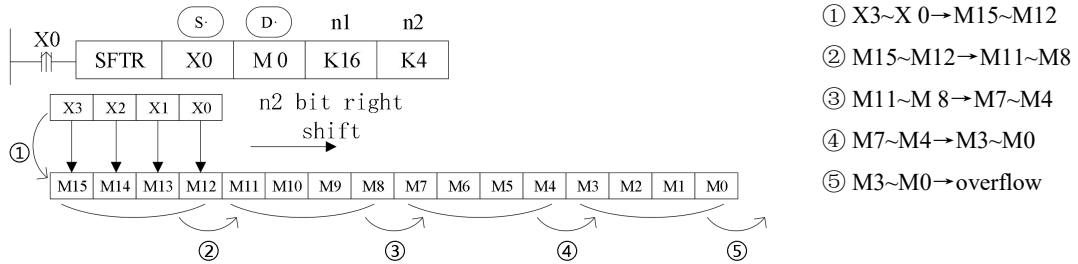 S· D· n1 n2
X0
SFTR X0 M 0 K16 K4
X3 X2 X1 X0
n2 bit right
shift
①
M15 M14 M13 M12 M11 M10 M9 M8 M7 M6 M5 M4 M3 M2 M1 M0
② ③ ④ ⑤
① X3~X 0→M15~M12
② M15~M12→M11~M8
③ M11~M 8→M7~M4
④ M7~M4→M3~M0
⑤ M3~M0→overflow